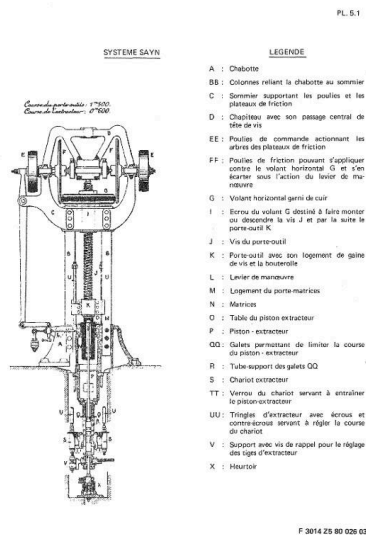 PL. 5.1
SYSTEME SAYN
LEGENDE
Course du porte-outils : 1m500.
Course de l'extracteur : 0m600.
A : Chabotte
BB : Colonnes reliant la chabotte au sommier
C : Sommier supportant les poulies et les
plateaux de friction
D : Chapiteau avec son passage central de
tête de vis
EE : Poulies de commande actionnant les
arbres des plateaux de friction
FF : Poulies de friction pouvant s'appliquer
contre le volant horizontal G et s'en
écarter sous l'action du levier de ma-
nœuvre
G : Volant horizontal garni de cuir
I : Ecrou du volant G destiné à faire monter
ou descendre la vis J et par la suite le
porte-outil K
J : Vis du porte-outil
K : Porte-outil avec son logement de gaine
de vis et la bouterolle
L : Levier de manœuvre
M : Logement du porte-matrices
N : Matrices
O : Table du piston extracteur
P : Piston - extracteur
QQ : Galets permettant de limiter la course
du piston - extracteur
R : Tube-support des galets QQ
S : Chariot extracteur
TT : Verrou du chariot servant à entraîner
le piston-extracteur
UU : Tringles d'extracteur avec écrous et
contre-écrous servant à régler la course
du chariot
V : Support avec vis de rappel pour le réglage
des tiges d'extracteur
X : Heurtoir
E
F
F
E
G
C
I
B
B
U
J
U
K
L
A
M
P
S
S
V
X
F 3014 Z5 80 026 03